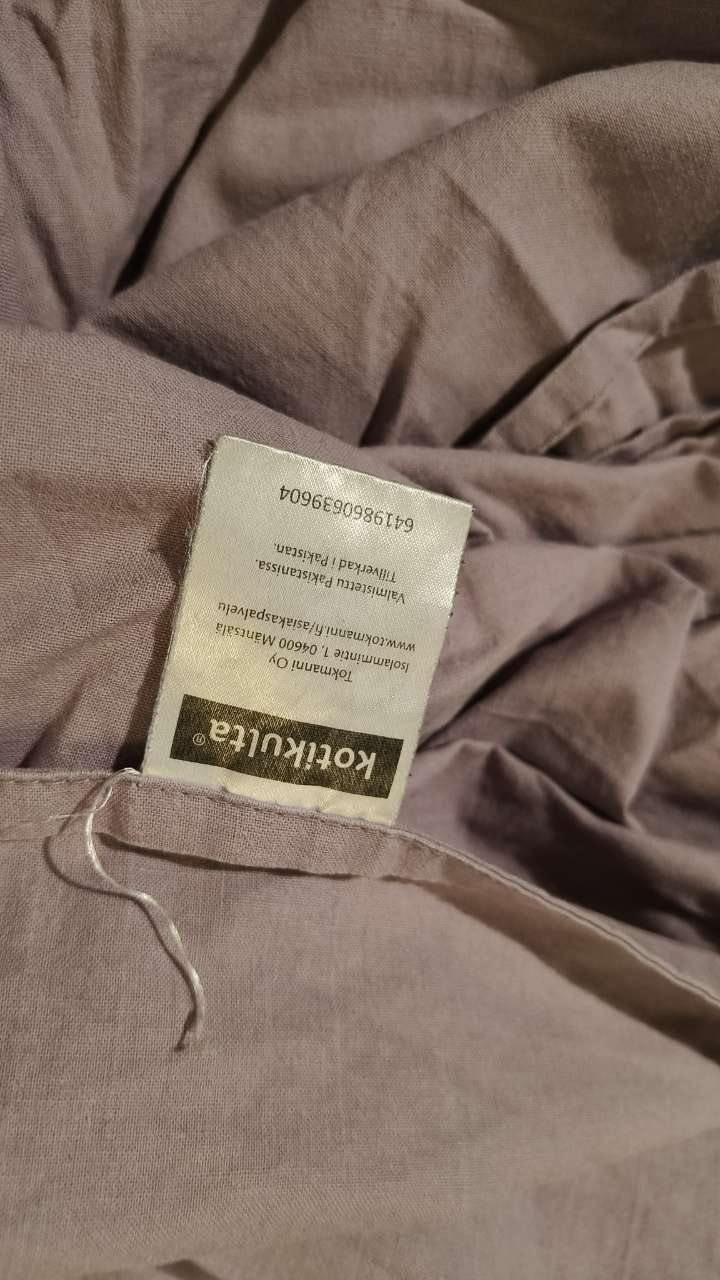 kotikulta®
Tokmanni Oy
Isolammintie 1, 04600 Mäntsälä
www.tokmanni.fi/asiakaspalvelu
Valmistettu Pakistanissa.
Tillverkad i Pakistan.
6419860639604